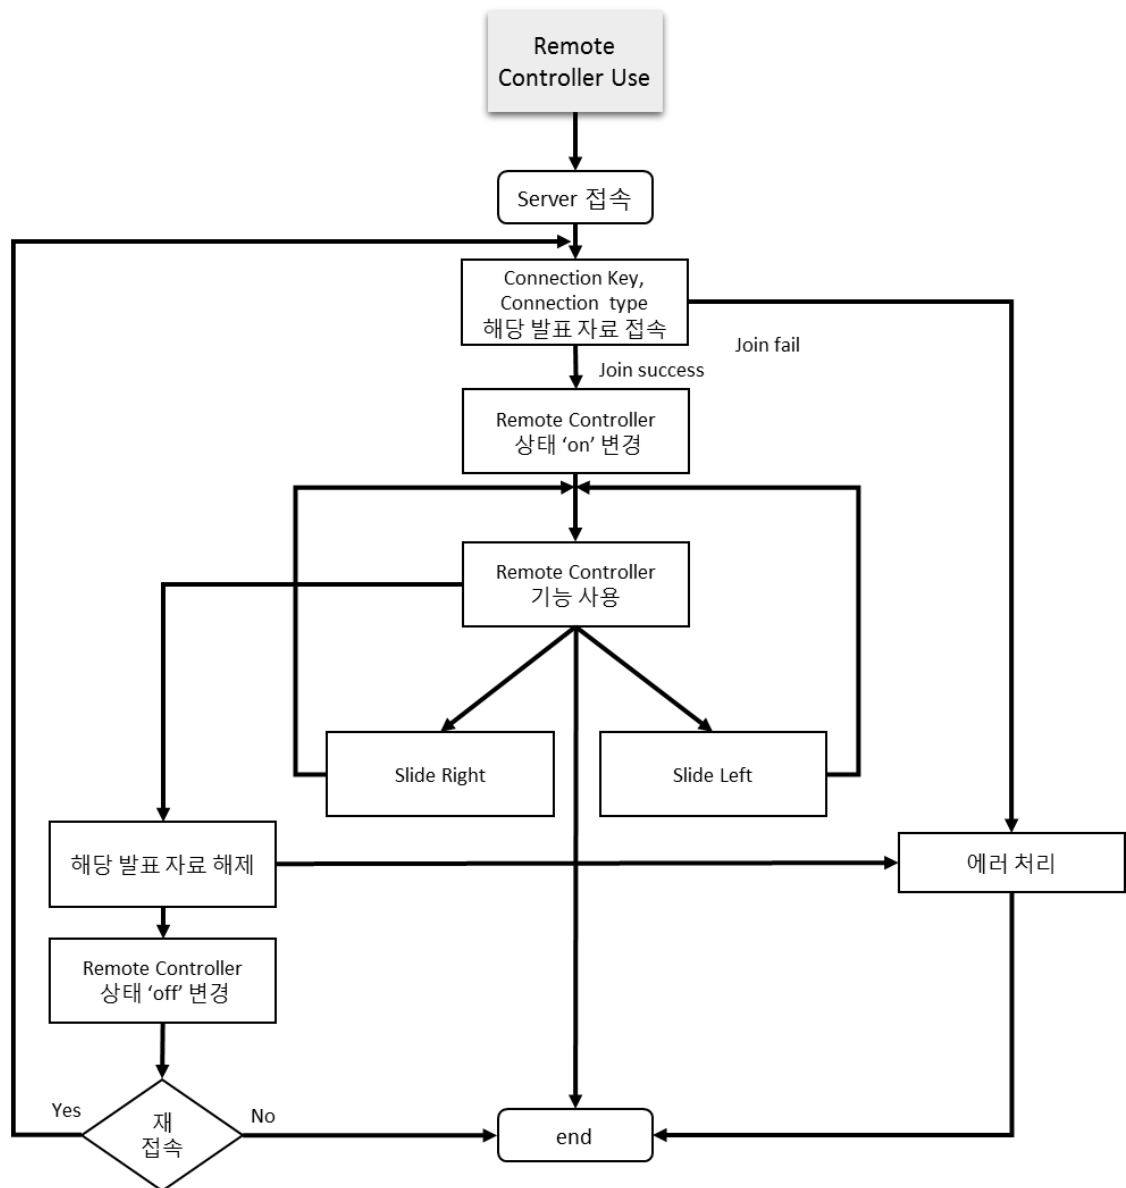 Remote
Controller Use
Server 접속
Connection Key,
Connection type
해당 발표 자료 접속
Join fail
Join success
Remote Controller
상태 ‘on’ 변경
Remote Controller
기능 사용
Slide Right
Slide Left
해당 발표 자료 해제
에러 처리
Remote Controller
상태 ‘off’ 변경
Yes
재
접속
No
end